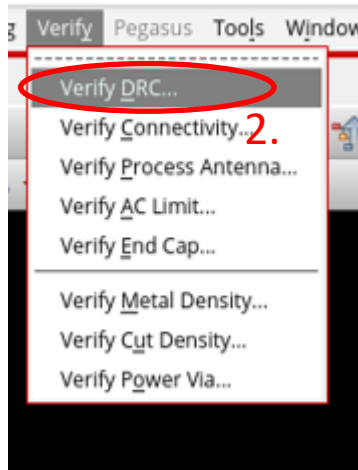 g Verify Pegasus Tools Window
Verify DRC...
Verify Connectivity...
2.
Verify Process Antenna...
Verify AC Limit...
Verify End Cap...
Verify Metal Density...
Verify Cut Density...
Verify Power Via...